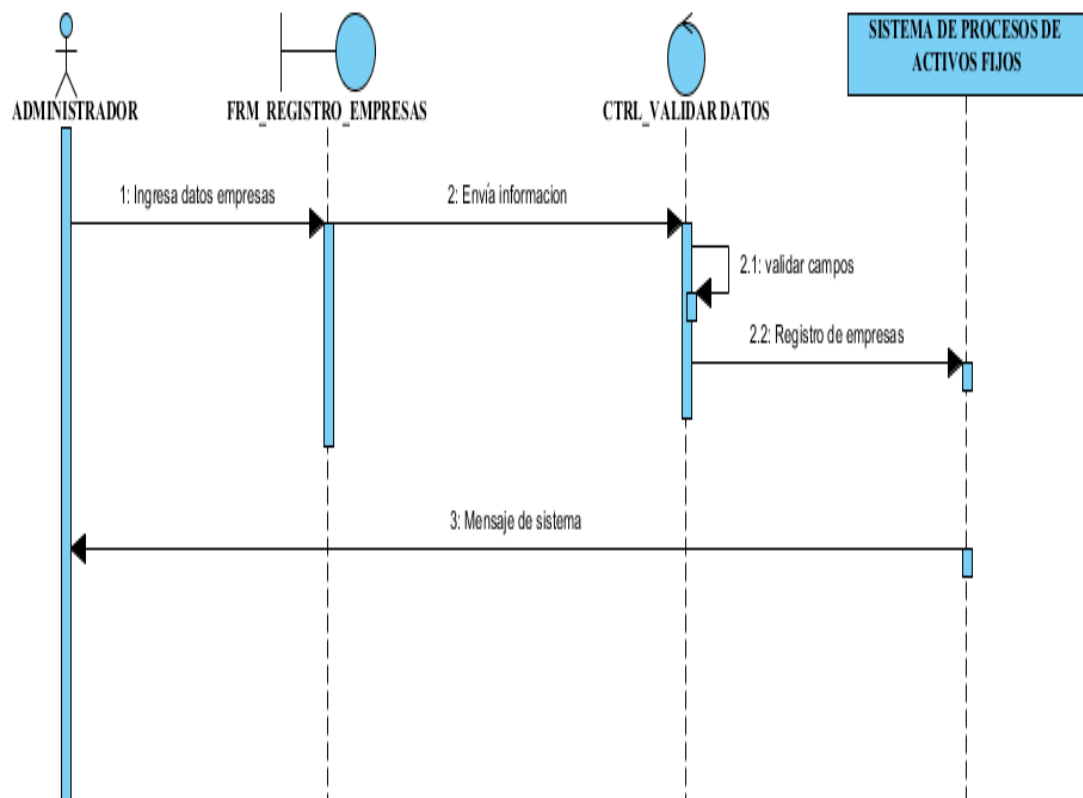 ADMINISTRADOR
FRM_REGISTRO_EMPRESAS
CTRL_VALIDAR DATOS
SISTEMA DE PROCESOS DE
ACTIVOS FIJOS
1: Ingresa datos empresas
2: Envía informacion
2.1: validar campos
2.2: Registro de empresas
3: Mensaje de sistema